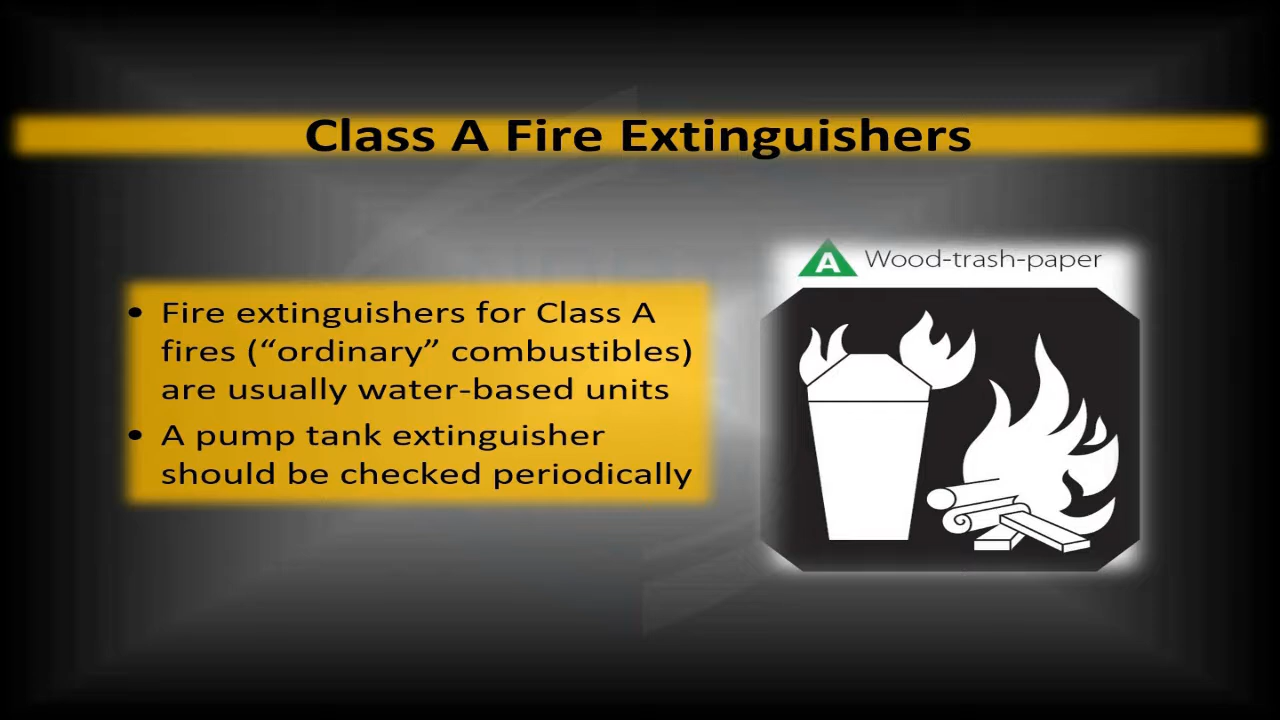 Class A Fire Extinguishers
A Wood-trash-paper
• Fire extinguishers for Class A
fires (“ordinary” combustibles)
are usually water-based units
• A pump tank extinguisher
should be checked periodically